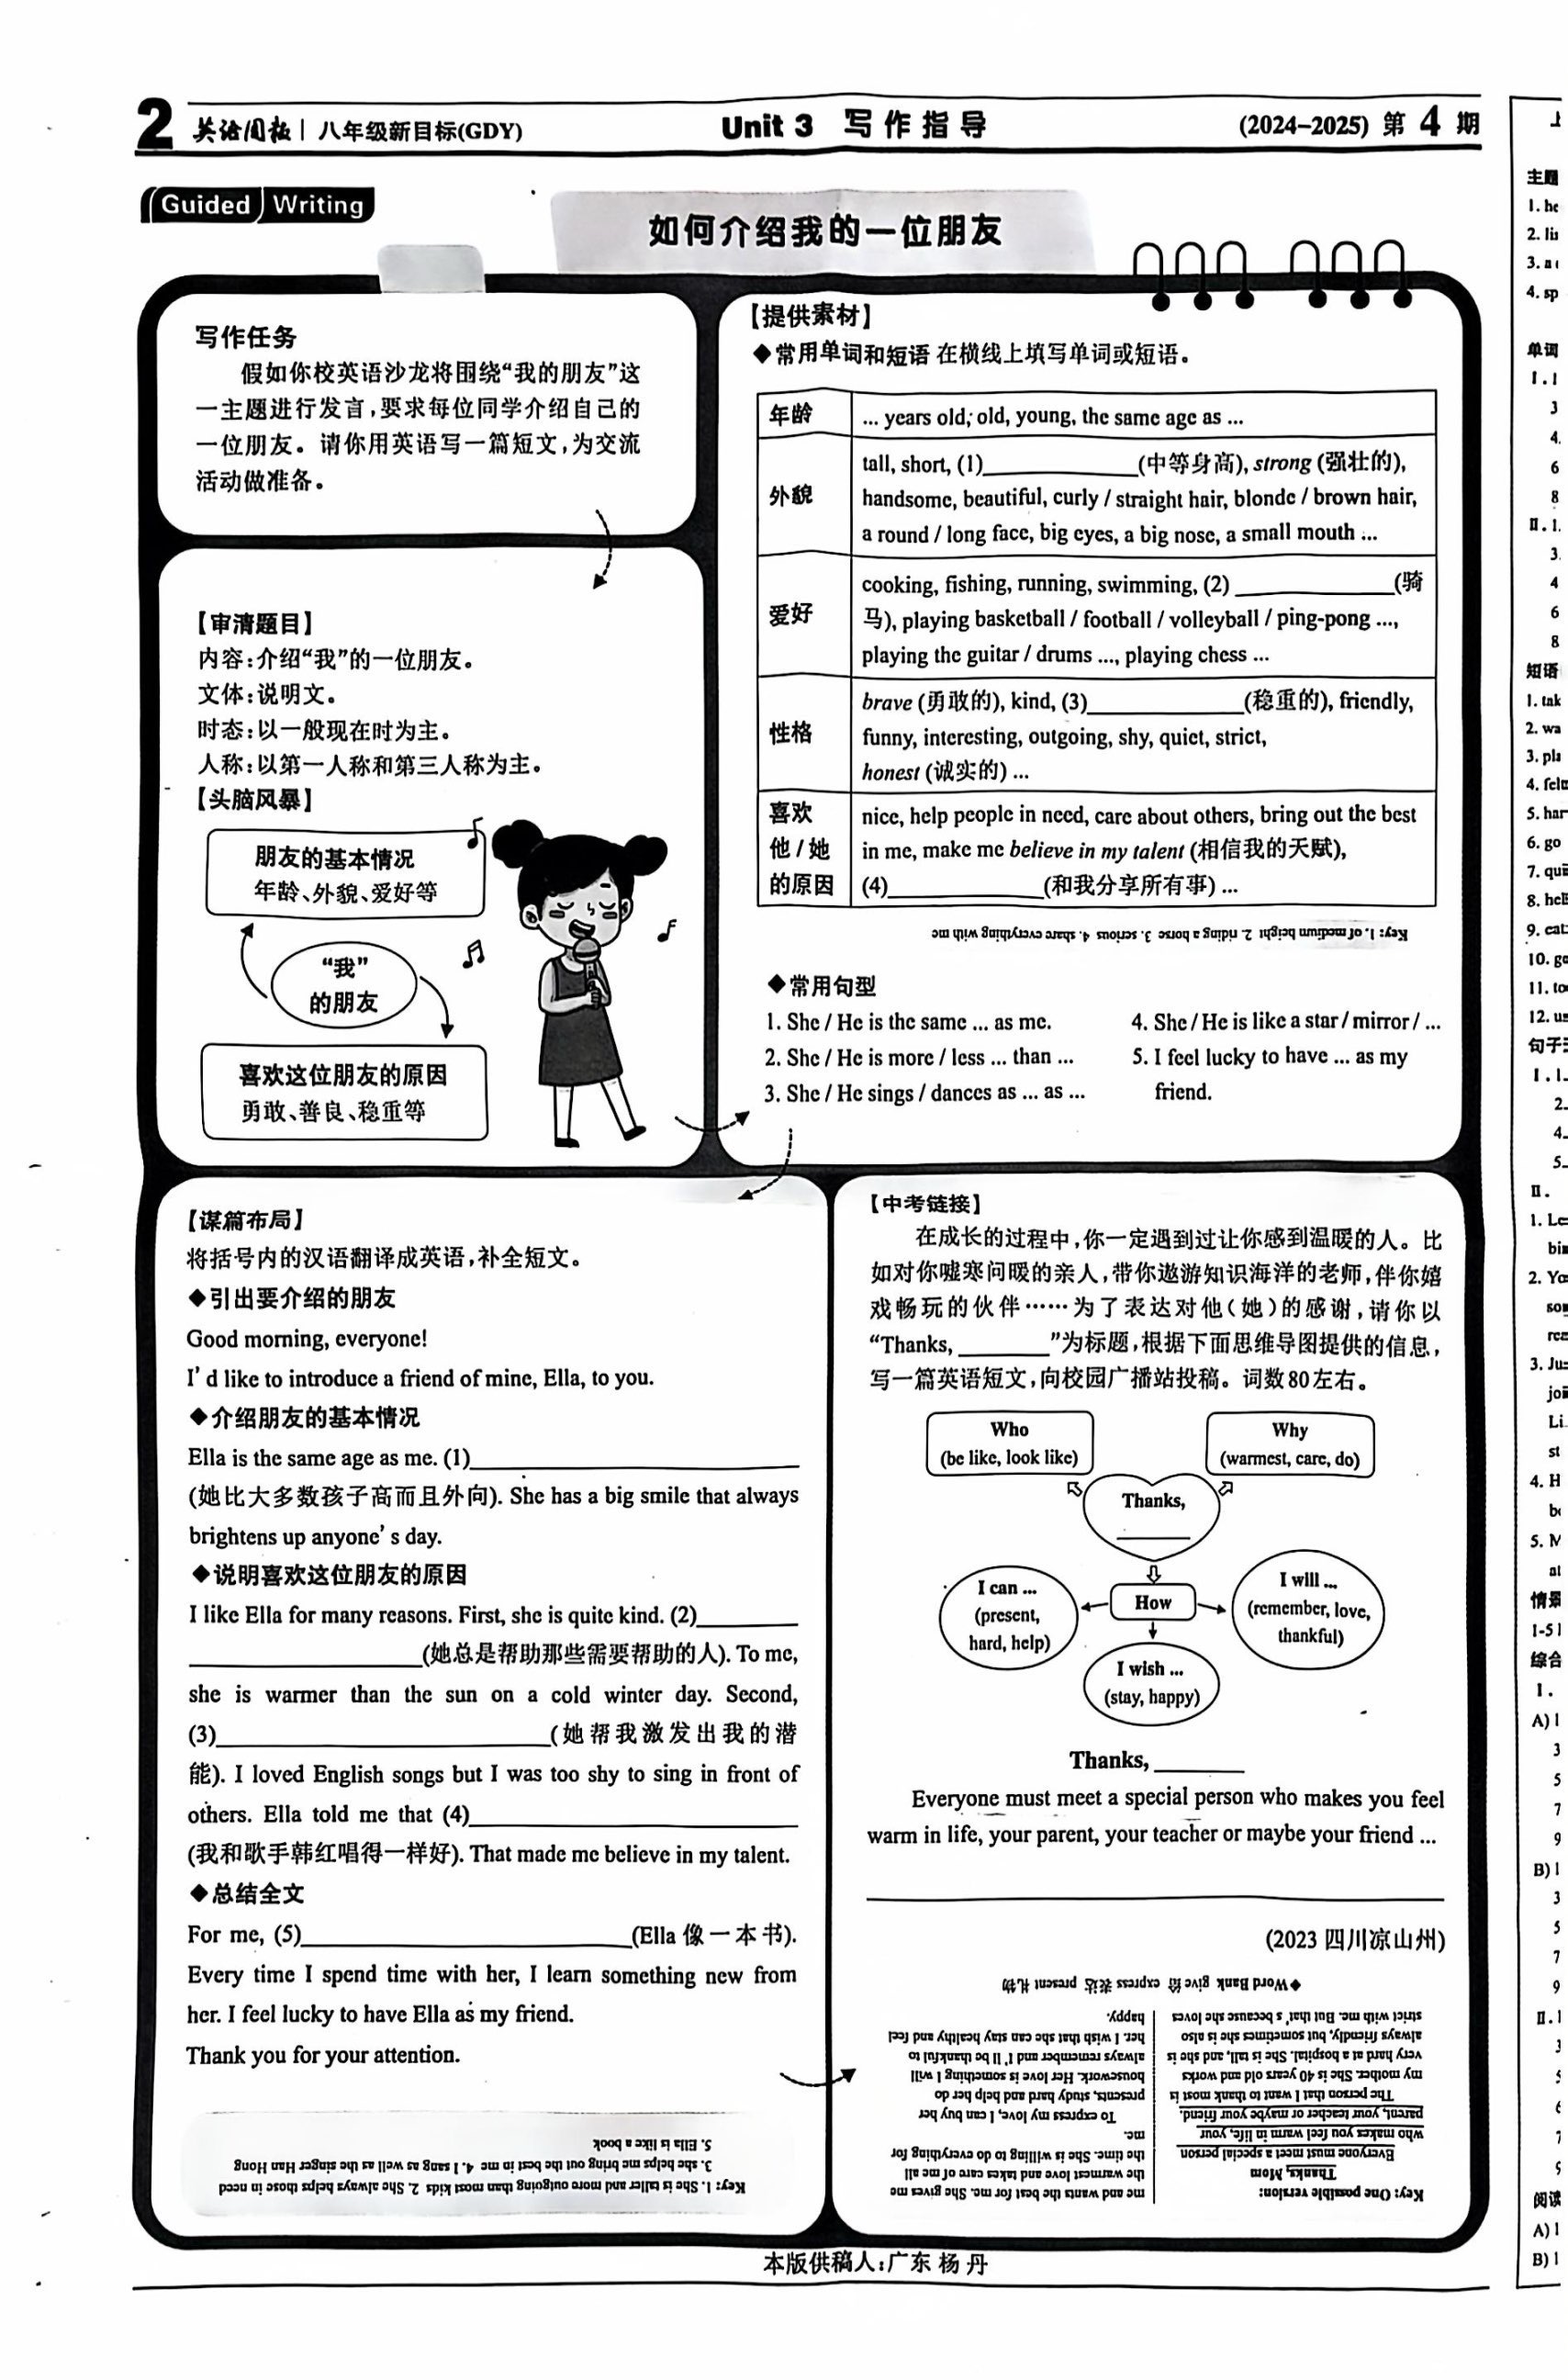 2 英语周报 | 八年级新目标(GDY) Unit 3 写作指导 (2024–2025) 第 4 期
Guided Writing
如何介绍我的一位朋友
写作任务
假如你校英语沙龙将围绕“我的朋友”这
一主题进行发言,要求每位同学介绍自己的
一位朋友。请你用英语写一篇短文,为交流
活动做准备。
【审清题目】
内容:介绍“我”的一位朋友。
文体:说明文。
时态:以一般现在时为主。
人称:以第一人称和第三人称为主。
【头脑风暴】
朋友的基本情况
年龄、外貌、爱好等
“我”
的朋友
喜欢这位朋友的原因
勇敢、善良、稳重等
【提供素材】
◆常用单词和短语 在横线上填写单词或短语。
年龄 ... years old; old, young, the same age as ...
外貌
tall, short, (1)____________(中等身高), strong (强壮的),
handsome, beautiful, curly / straight hair, blonde / brown hair,
a round / long face, big eyes, a big nose, a small mouth ...
爱好
cooking, fishing, running, swimming, (2) ____________(骑
马), playing basketball / football / volleyball / ping-pong ...,
playing the guitar / drums ..., playing chess ...
性格
brave (勇敢的), kind, (3)____________(稳重的), friendly,
funny, interesting, outgoing, shy, quiet, strict,
honest (诚实的) ...
喜欢
他 / 她
的原因
nice, help people in need, care about others, bring out the best
in me, make me believe in my talent (相信我的天赋),
(4)____________(和我分享所有事) ...
Key: 1. of medium height 2. riding a horse 3. serious 4. share everything with me
◆常用句型
1. She / He is the same ... as me.
2. She / He is more / less ... than ...
3. She / He sings / dances as ... as ...
4. She / He is like a star / mirror / ...
5. I feel lucky to have ... as my
friend.
【谋篇布局】
将括号内的汉语翻译成英语,补全短文。
◆引出要介绍的朋友
Good morning, everyone!
I' d like to introduce a friend of mine, Ella, to you.
◆介绍朋友的基本情况
Ella is the same age as me. (1)____________
(她比大多数孩子高而且外向). She has a big smile that always
brightens up anyone' s day.
◆说明喜欢这位朋友的原因
I like Ella for many reasons. First, she is quite kind. (2)________
____________(她总是帮助那些需要帮助的人). To me,
she is warmer than the sun on a cold winter day. Second,
(3)____________(她帮我激发出我的潜
能). I loved English songs but I was too shy to sing in front of
others. Ella told me that (4)____________
(我和歌手韩红唱得一样好). That made me believe in my talent.
◆总结全文
For me, (5)____________(Ella 像一本书).
Every time I spend time with her, I learn something new from
her. I feel lucky to have Ella as my friend.
Thank you for your attention.
Key: 1. She is taller and more outgoing than most kids 2. She always helps those in need
3. she helps me bring out the best in me 4. I sang as well as the singer Han Hong
5. Ella is like a book
【中考链接】
在成长的过程中,你一定遇到过让你感到温暖的人。比
如对你嘘寒问暖的亲人,带你遨游知识海洋的老师,伴你嬉
戏畅玩的伙伴……为了表达对他(她)的感谢,请你以
“Thanks, ________”为标题,根据下面思维导图提供的信息,
写一篇英语短文,向校园广播站投稿。词数80左右。
Who
(be like, look like)
Why
(warmest, care, do)
Thanks,
________
I can ...
(present,
hard, help)
How
I will ...
(remember, love,
thankful)
I wish ...
(stay, happy)
Thanks, ________
Everyone must meet a special person who makes you feel
warm in life, your parent, your teacher or maybe your friend ...
(2023 四川凉山州)
◆Word Bank give 给 express 表达 present 礼物
Key: One possible version:
Thanks, Mom
Everyone must meet a special person
who makes you feel warm in life, your
parent, your teacher or maybe your friend.
The person that I want to thank most is
my mother. She is 40 years old and works
very hard at a hospital. She is tall, and she is
always friendly, but sometimes she is also
strict with me. But that' s because she loves
me and wants the best for me. She gives me
the warmest love and takes care of me all
the time. She is willing to do everything for
me.
To express my love, I can buy her
presents, study hard and help her do
housework. Her love is something I will
always remember and I' ll be thankful to
her. I wish that she can stay healthy and feel
happy.
本版供稿人:广东 杨 丹
主题
单词
短语
阅读